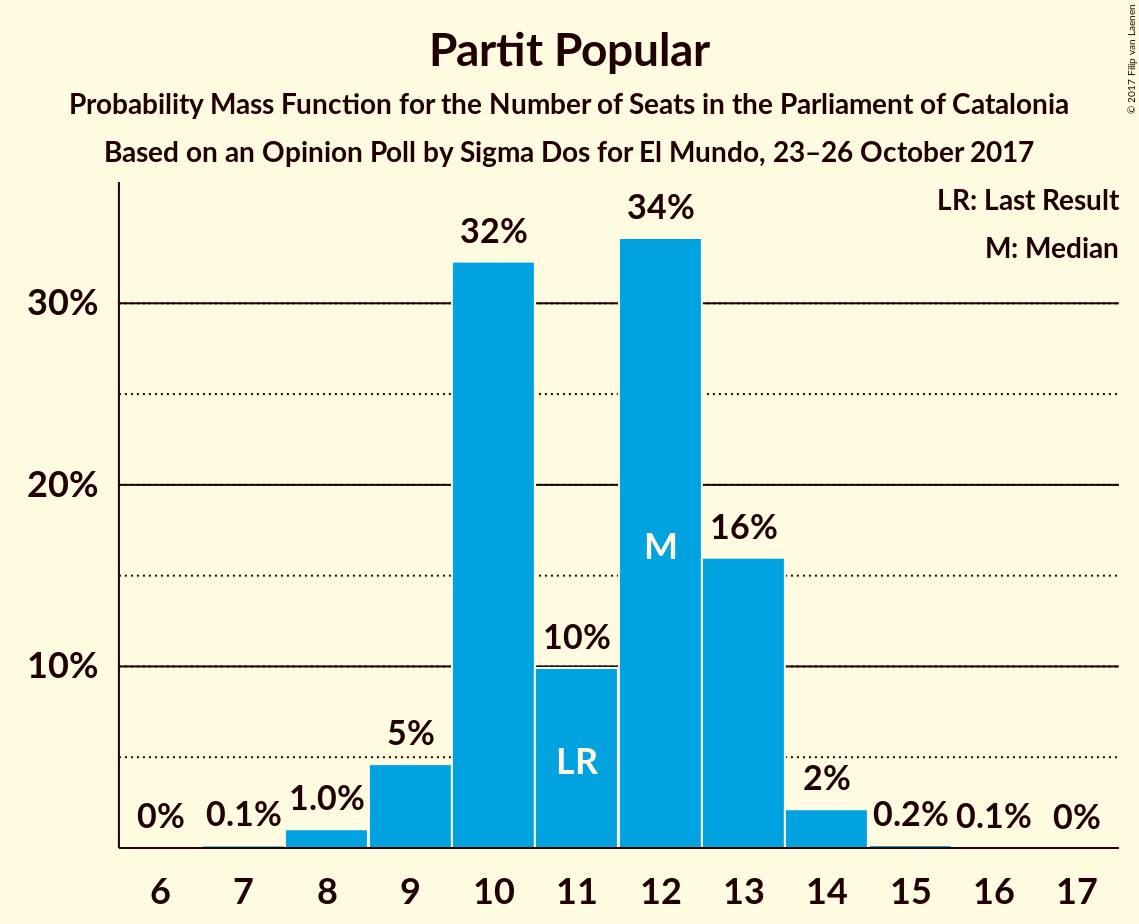 Partit Popular
Probability Mass Function for the Number of Seats in the Parliament of Catalonia
Based on an Opinion Poll by Sigma Dos for El Mundo, 23–26 October 2017
© 2017 Filip van Laenen
LR: Last Result
M: Median
30%
20%
10%
0%
0.1%
1.0%
5%
32%
10%
34%
16%
2%
0.2%
0.1%
0%
LR
M
6 7 8 9 10 11 12 13 14 15 16 17